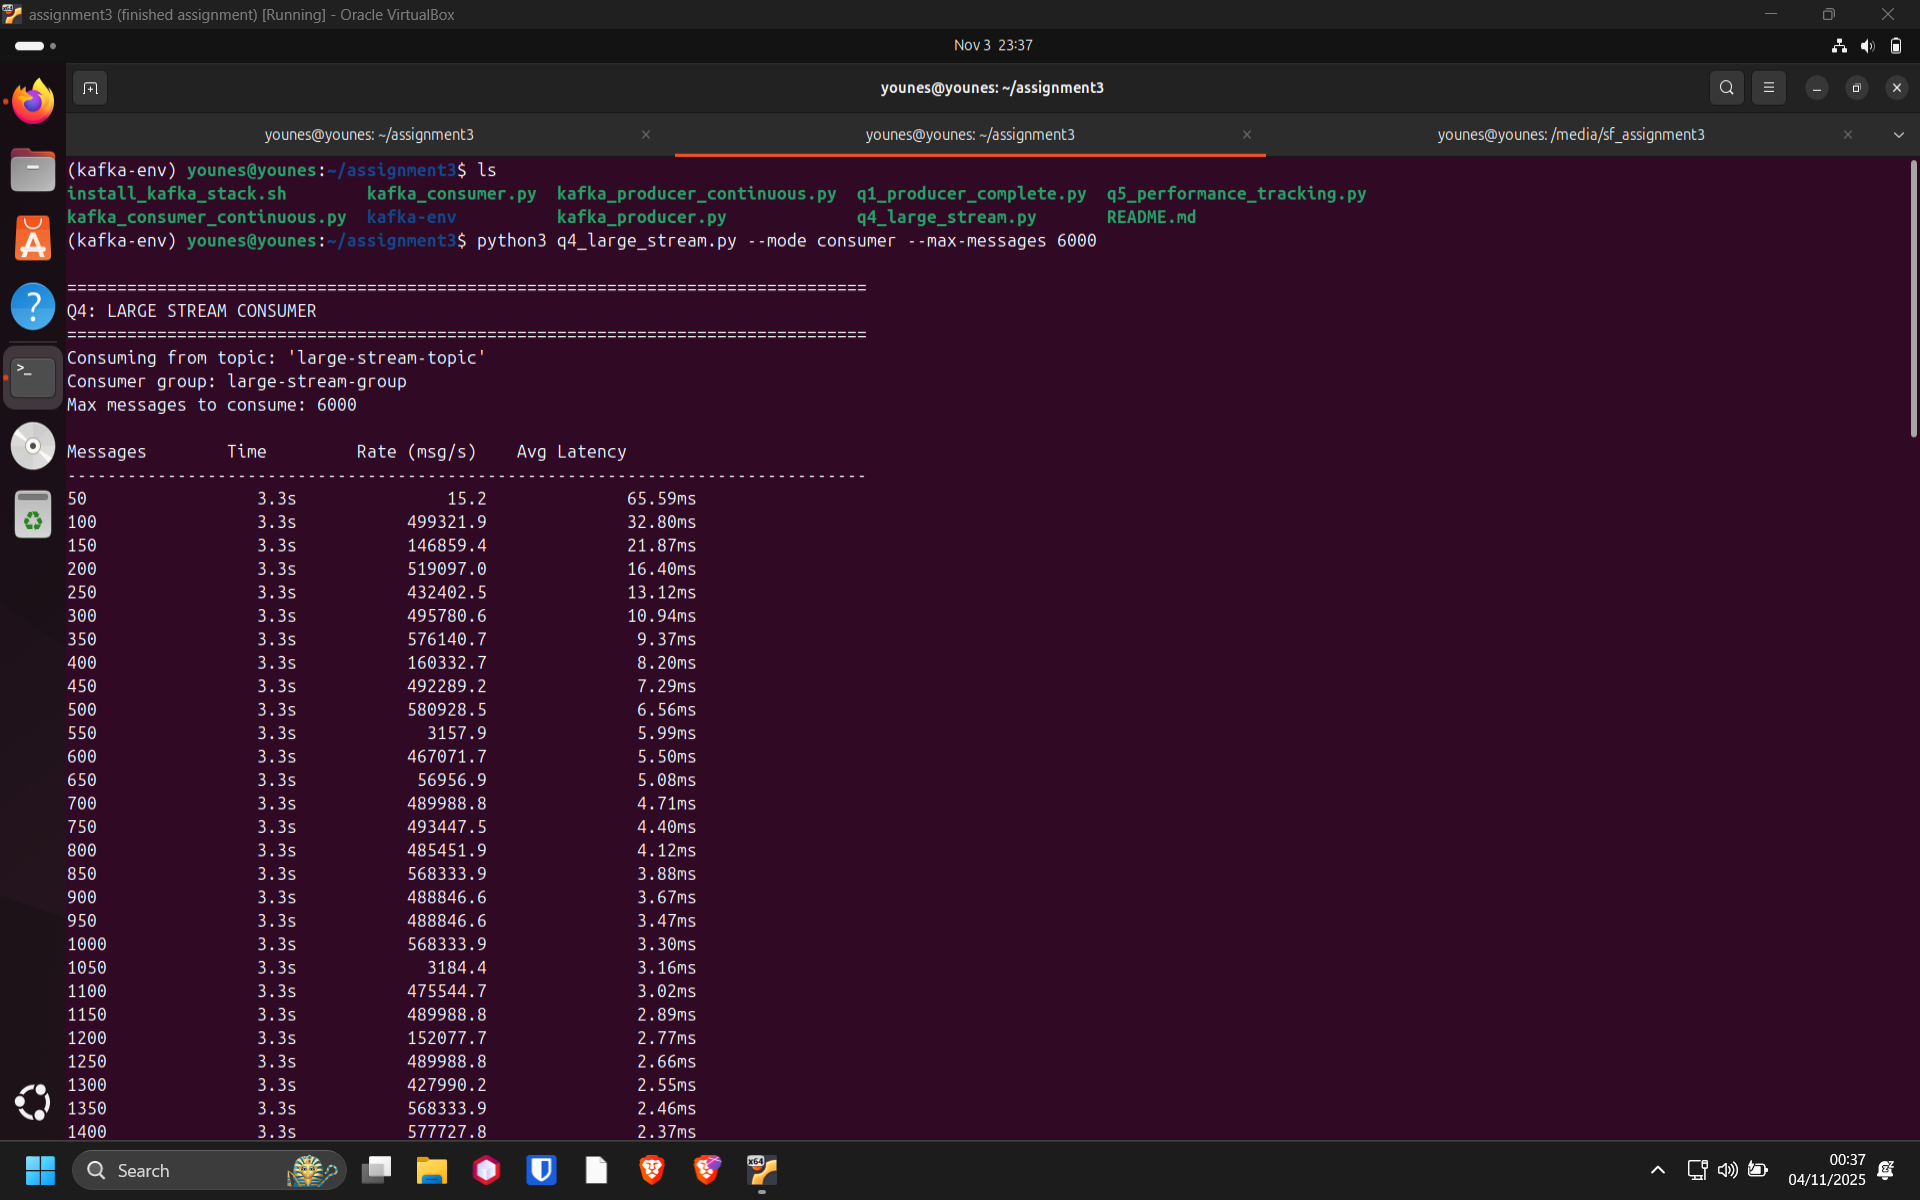 assignment3 (finished assignment) [Running] - Oracle VirtualBox
Nov 3 23:37
younes@younes: ~/assignment3
younes@younes: ~/assignment3
younes@younes: ~/assignment3
younes@younes: /media/sf_assignment3
(kafka-env) younes@younes:~/assignment3$ ls
install_kafka_stack.sh kafka_consumer.py kafka_producer_continuous.py q1_producer_complete.py q5_performance_tracking.py
kafka_consumer_continuous.py kafka-env kafka_producer.py q4_large_stream.py README.md
(kafka-env) younes@younes:~/assignment3$ python3 q4_large_stream.py --mode consumer --max-messages 6000
================================================================================
Q4: LARGE STREAM CONSUMER
================================================================================
Consuming from topic: 'large-stream-topic'
Consumer group: large-stream-group
Max messages to consume: 6000
Messages Time Rate (msg/s) Avg Latency
--------------------------------------------------------------------------------
50 3.3s 15.2 65.59ms
100 3.3s 499321.9 32.80ms
150 3.3s 146859.4 21.87ms
200 3.3s 519097.0 16.40ms
250 3.3s 432402.5 13.12ms
300 3.3s 495780.6 10.94ms
350 3.3s 576140.7 9.37ms
400 3.3s 160332.7 8.20ms
450 3.3s 492289.2 7.29ms
500 3.3s 580928.5 6.56ms
550 3.3s 3157.9 5.99ms
600 3.3s 467071.7 5.50ms
650 3.3s 56956.9 5.08ms
700 3.3s 489988.8 4.71ms
750 3.3s 493447.5 4.40ms
800 3.3s 485451.9 4.12ms
850 3.3s 568333.9 3.88ms
900 3.3s 488846.6 3.67ms
950 3.3s 488846.6 3.47ms
1000 3.3s 568333.9 3.30ms
1050 3.3s 3184.4 3.16ms
1100 3.3s 475544.7 3.02ms
1150 3.3s 489988.8 2.89ms
1200 3.3s 152077.7 2.77ms
1250 3.3s 489988.8 2.66ms
1300 3.3s 427990.2 2.55ms
1350 3.3s 568333.9 2.46ms
1400 3.3s 577727.8 2.37ms
Search
x64
00:37
04/11/2025